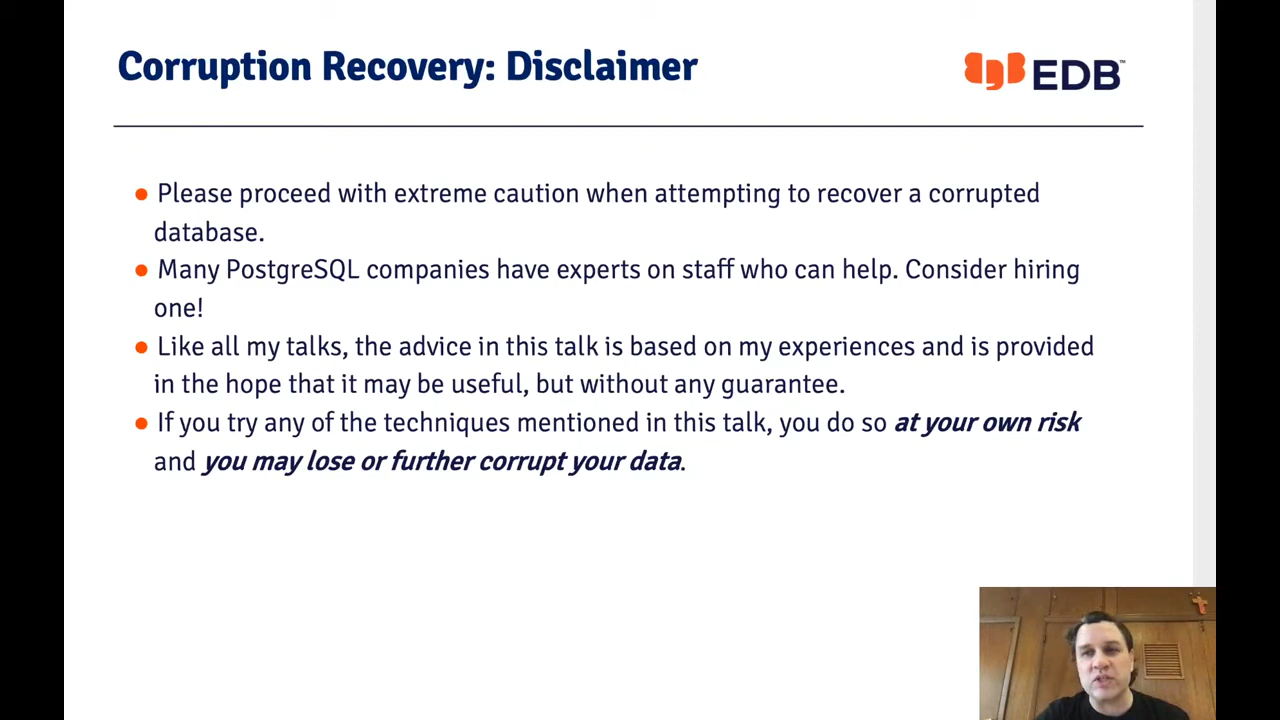 Corruption Recovery: Disclaimer
EDB™
● Please proceed with extreme caution when attempting to recover a corrupted
database.
● Many PostgreSQL companies have experts on staff who can help. Consider hiring
one!
● Like all my talks, the advice in this talk is based on my experiences and is provided
in the hope that it may be useful, but without any guarantee.
● If you try any of the techniques mentioned in this talk, you do so at your own risk
and you may lose or further corrupt your data.